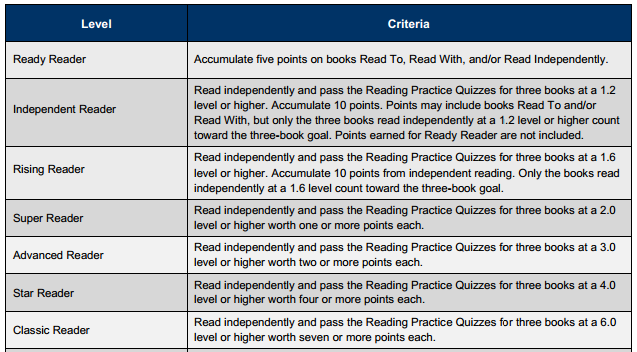 Level
Criteria
Ready Reader
Accumulate five points on books Read To, Read With, and/or Read Independently.
Independent Reader
Read independently and pass the Reading Practice Quizzes for three books at a 1.2
level or higher. Accumulate 10 points. Points may include books Read To and/or
Read With, but only the three books read independently at a 1.2 level or higher count
toward the three-book goal. Points earned for Ready Reader are not included.
Rising Reader
Read independently and pass the Reading Practice Quizzes for three books at a 1.6
level or higher. Accumulate 10 points from independent reading. Only the books read
independently at a 1.6 level count toward the three-book goal.
Super Reader
Read independently and pass the Reading Practice Quizzes for three books at a 2.0
level or higher worth one or more points each.
Advanced Reader
Read independently and pass the Reading Practice Quizzes for three books at a 3.0
level or higher worth two or more points each.
Star Reader
Read independently and pass the Reading Practice Quizzes for three books at a 4.0
level or higher worth four or more points each.
Classic Reader
Read independently and pass the Reading Practice Quizzes for three books at a 6.0
level or higher worth seven or more points each.